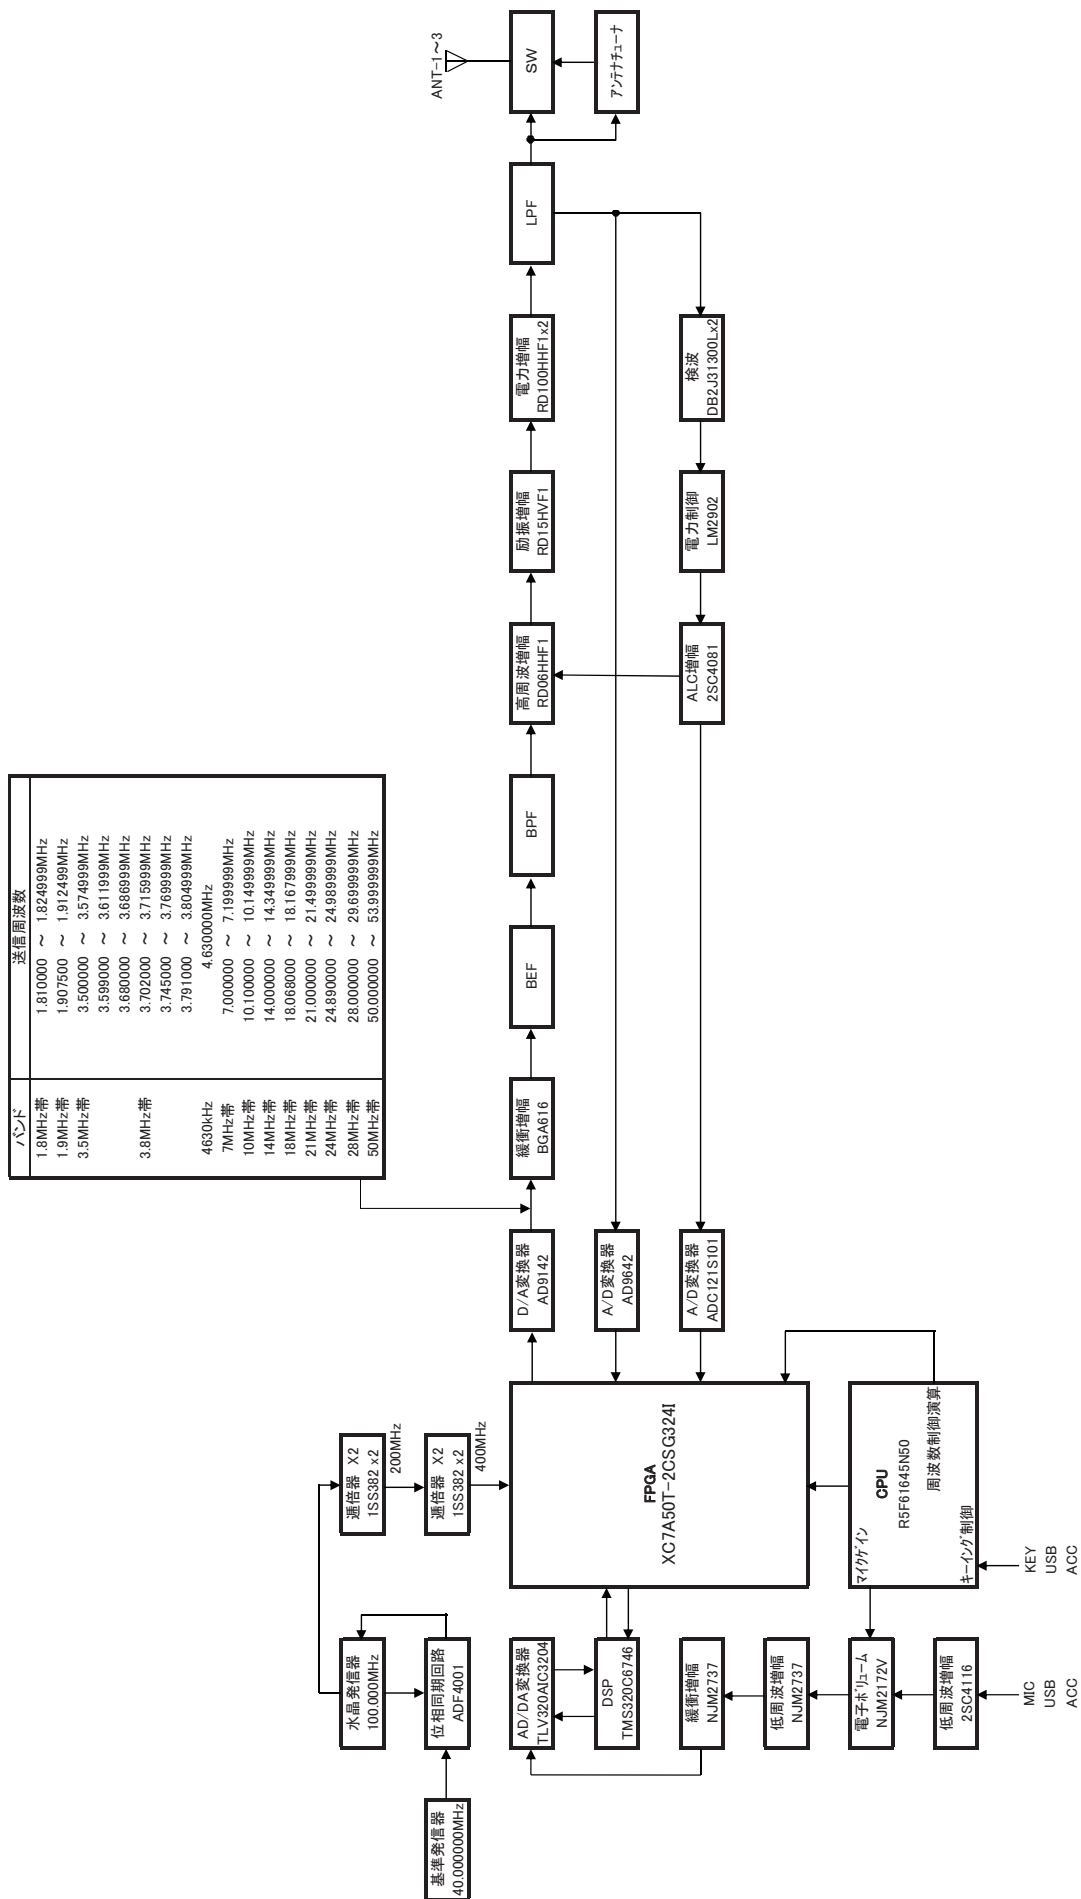 バンド 送信周波数
1.8MHz帯 1.810000 ～ 1.824999MHz
1.9MHz帯 1.907500 ～ 1.912499MHz
3.5MHz帯 3.500000 ～ 3.574999MHz
3.599000 ～ 3.611999MHz
3.680000 ～ 3.686999MHz
3.8MHz帯 3.702000 ～ 3.715999MHz
3.745000 ～ 3.769999MHz
3.791000 ～ 3.804999MHz
4630kHz 4.630000MHz
7MHz帯 7.000000 ～ 7.199999MHz
10MHz帯 10.100000 ～ 10.149999MHz
14MHz帯 14.000000 ～ 14.349999MHz
18MHz帯 18.068000 ～ 18.167999MHz
21MHz帯 21.000000 ～ 21.499999MHz
24MHz帯 24.890000 ～ 24.989999MHz
28MHz帯 28.000000 ～ 29.699999MHz
50MHz帯 50.000000 ～ 53.999999MHz
基準発信器
40.000000MHz
水晶発信器
100.000MHz
位相同期回路
ADF4001
逓倍器 X2
1SS382 x2
200MHz
逓倍器 X2
1SS382 x2
400MHz
AD/DA変換器
TLV320AIC3204
DSP
TMS320C6746
緩衝増幅
NJM2737
低周波増幅
NJM2737
電子ボリューム
NJM2172V
低周波増幅
2SC4116
MIC
USB
ACC
FPGA
XC7A50T-2CSG324I
マイクゲイン
CPU
R5F61645N50
周波数制御演算
キーイング制御
KEY
USB
ACC
D/A変換器
AD9142
A/D変換器
AD9642
A/D変換器
ADC121S101
緩衝増幅
BGA616
BEF
BPF
高周波増幅
RD06HHF1
励振増幅
RD15HVF1
電力増幅
RD100HHF1x2
LPF
ALC増幅
2SC4081
電力制御
LM2902
検波
DB2J31300Lx2
ANT-1～3
SW
アンテナチューナ